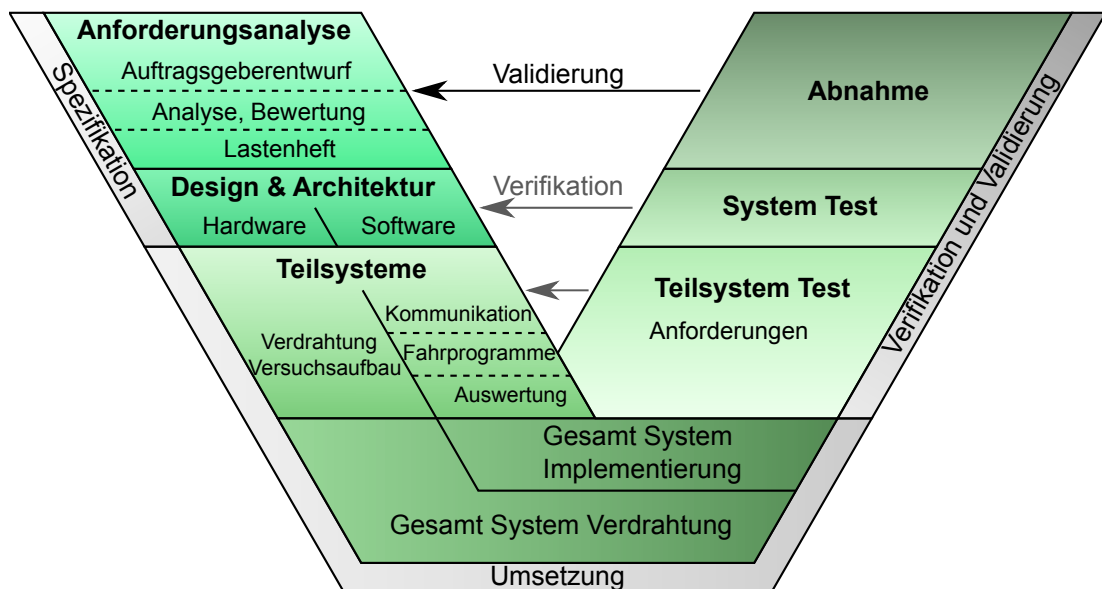 Anforderungsanalyse
Auftragsgeberentwurf
Analyse, Bewertung
Lastenheft
Design & Architektur
Hardware
Software
Teilsysteme
Verdrahtung
Versuchsaufbau
Kommunikation
Fahrprogramme
Auswertung
Spezifikation
Validierung
Verifikation
Abnahme
System Test
Teilsystem Test
Anforderungen
Verifikation und Validierung
Gesamt System
Implementierung
Gesamt System Verdrahtung
Umsetzung